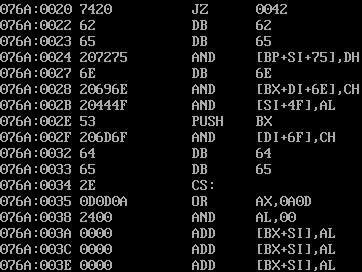 076A:0020 7420          JZ      0042
076A:0022 62            DB      62
076A:0023 65            DB      65
076A:0024 207275        AND     [BP+SI+75],DH
076A:0027 6E            DB      6E
076A:0028 20696E        AND     [BX+DI+6E],CH
076A:002B 20444F        AND     [SI+4F],AL
076A:002E 53            PUSH    BX
076A:002F 206D6F        AND     [DI+6F],CH
076A:0032 64            DB      64
076A:0033 65            DB      65
076A:0034 2E            CS:
076A:0035 0D0D0A        OR      AX,0A0D
076A:0038 2400          AND     AL,00
076A:003A 0000          ADD     [BX+SI],AL
076A:003C 0000          ADD     [BX+SI],AL
076A:003E 0000          ADD     [BX+SI],AL